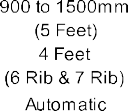 900 to 1500mm
(5 Feet)
4 Feet
(6 Rib & 7 Rib)
Automatic